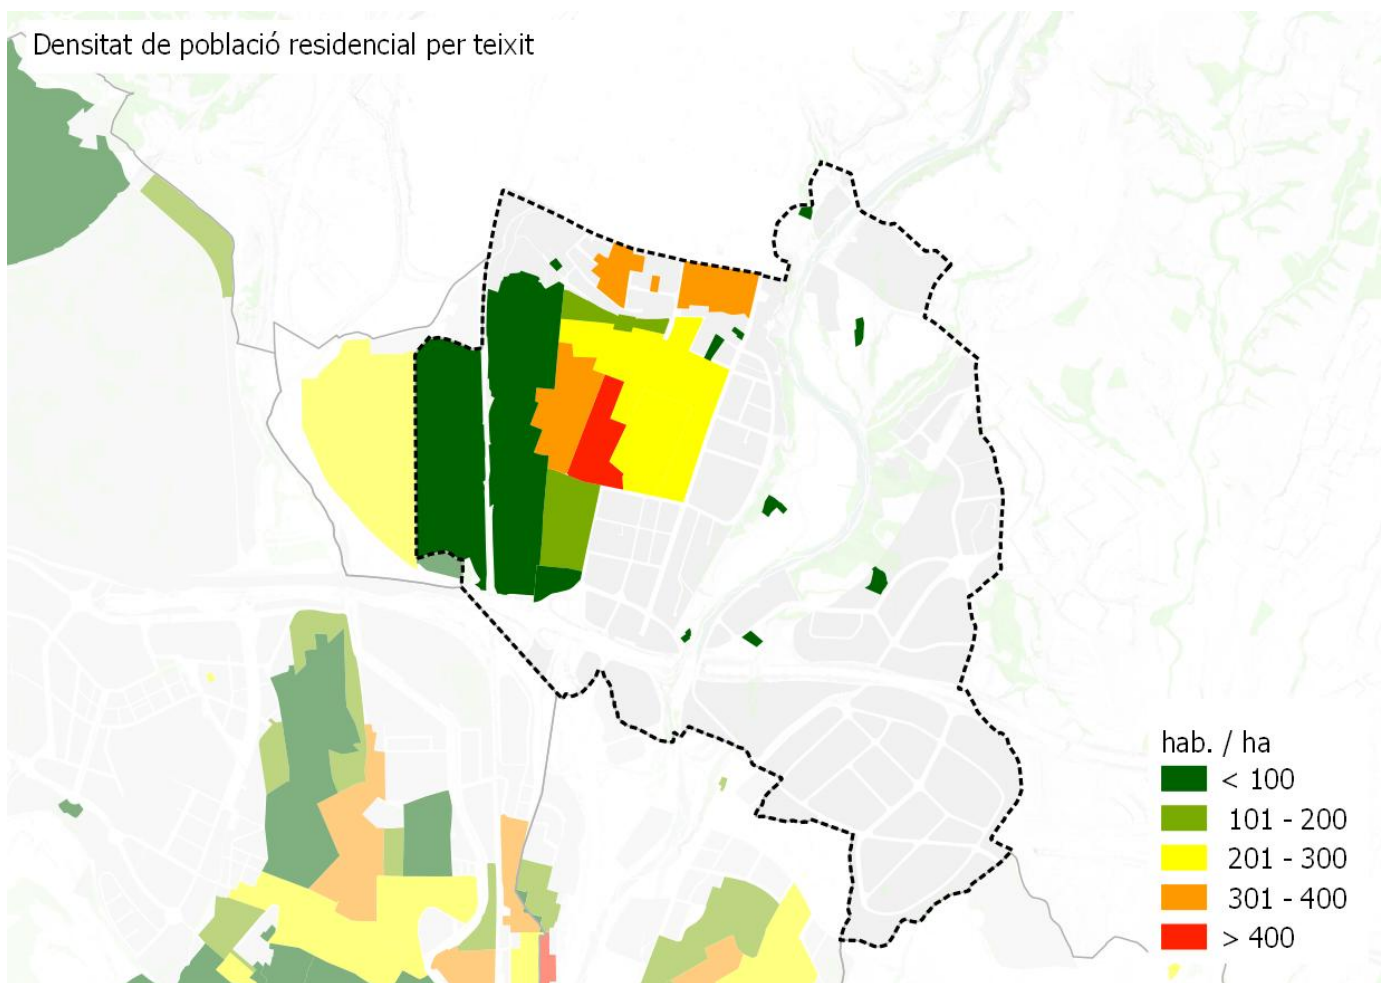 Densitat de població residencial per teixit
hab. / ha
< 100
101 - 200
201 - 300
301 - 400
> 400